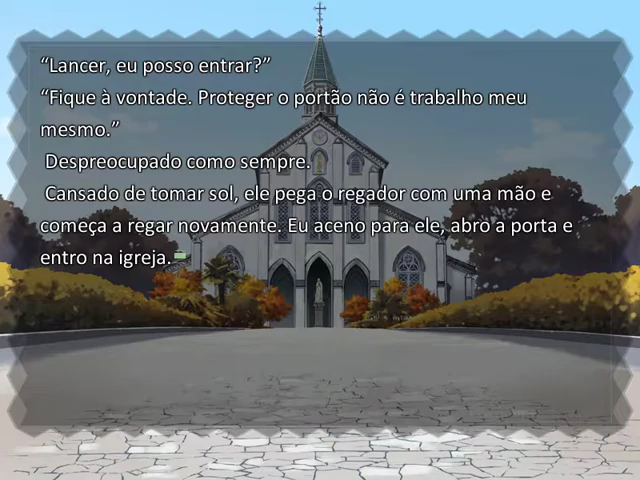 “Lancer, eu posso entrar?”
“Fique à vontade. Proteger o portão não é trabalho meu
mesmo.”
Despreocupado como sempre.
Cansado de tomar sol, ele pega o regador com uma mão e
começa a regar novamente. Eu aceno para ele, abro a porta e
entro na igreja.